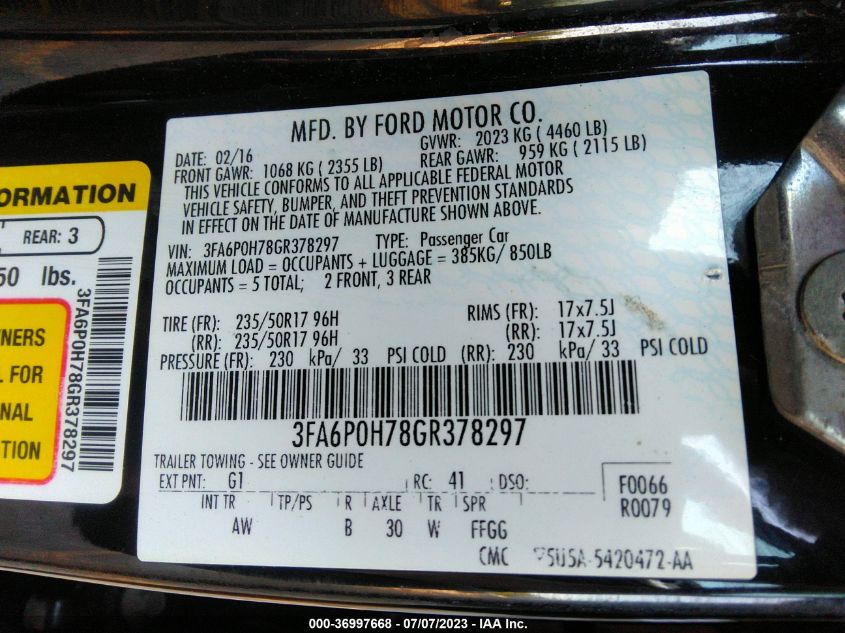 MFD. BY FORD MOTOR CO.
DATE: 02/16 GVWR: 2023 KG ( 4460 LB)
FRONT GAWR: 1068 KG ( 2355 LB) REAR GAWR: 959 KG ( 2115 LB)
THIS VEHICLE CONFORMS TO ALL APPLICABLE FEDERAL MOTOR
VEHICLE SAFETY, BUMPER, AND THEFT PREVENTION STANDARDS
IN EFFECT ON THE DATE OF MANUFACTURE SHOWN ABOVE.
VIN: 3FA6P0H78GR378297 TYPE: Passenger Car
MAXIMUM LOAD = OCCUPANTS + LUGGAGE = 385KG/ 850LB
OCCUPANTS = 5 TOTAL; 2 FRONT, 3 REAR
TIRE (FR): 235/50R17 96H RIMS (FR): 17x7.5J
(RR): 235/50R17 96H (RR): 17x7.5J
PRESSURE (FR): 230 kPa/ 33 PSI COLD (RR): 230 kPa/ 33 PSI COLD
3FA6P0H78GR378297
TRAILER TOWING - SEE OWNER GUIDE
EXT PNT: G1 RC: 41 DSO: F0066
R0079
INT TR TP/PS R AXLE TR SPR
AW B 30 W FFGG
CMC 5U5A-5420472-AA
ORMATION
REAR: 3
50 lbs.
WNERS
L FOR
NAL
TION
3FA6P0H78GR378297
000-36997668 - 07/07/2023 - IAA Inc.